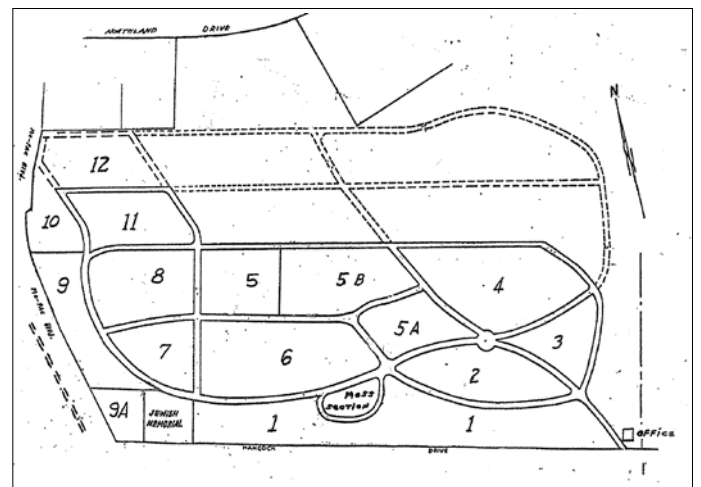 NORTHLAND DRIVE
N
12
10
11
9
8
5
5 B
4
7
6
5A
3
2
9A
JEWISH
MEMORIAL
MOSS
SECTION
1
1
OFFICE
HANCOCK DRIVE